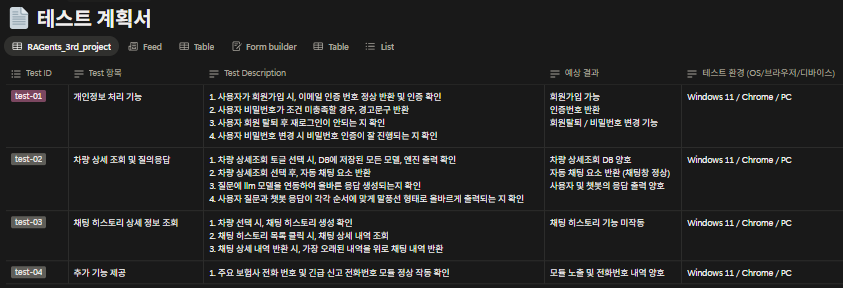 테스트 계획서
RAGents_3rd_project Feed Table Form builder Table List
Test ID Test 항목 Test Description 예상 결과 테스트 환경 (OS/브라우저/디바이스)
test-01 개인정보 처리 기능 1. 사용자가 회원가입 시, 이메일 인증 번호 정상 반환 및 인증 확인 회원가입 가능 Windows 11 / Chrome / PC
2. 사용자 비밀번호가 조건 미충족할 경우, 경고문구 반환 인증번호 반환
3. 사용자 회원 탈퇴 후 재로그인이 안되는 지 확인 회원탈퇴 / 비밀번호 변경 가능
4. 사용자 비밀번호 변경 시 비밀번호 인증이 잘 진행되는 지 확인
test-02 차량 상세 조회 및 질의응답 1. 차량 상세조회 토글 선택 시, DB에 저장된 모든 모델, 엔진 출력 확인 차량 상세조회 DB 양호 Windows 11 / Chrome / PC
2. 차량 상세조회 선택 후, 자동 채팅 요소 반환 자동 채팅 요소 반환 (채팅창 정상)
3. 질문에 llm 모델을 연동하여 올바른 응답 생성되는지 확인 사용자 및 챗봇의 응답 출력 양호
4. 사용자 질문과 챗봇 응답이 각각 순서에 맞게 말풍선 형태로 올바르게 출력되는 지 확인
test-03 채팅 히스토리 상세 정보 조회 1. 차량 선택 시, 채팅 히스토리 생성 확인 채팅 히스토리 기능 미작동 Windows 11 / Chrome / PC
2. 채팅 히스토리 목록 클릭 시, 채팅 상세 내역 조회
3. 채팅 상세 내역 반환 시, 가장 오래된 내역을 위로 채팅 내역 반환
test-04 추가 기능 제공 1. 주요 보험사 전화 번호 및 긴급 신고 전화번호 모듈 정상 작동 확인 모듈 노출 및 전화번호 내역 양호 Windows 11 / Chrome / PC